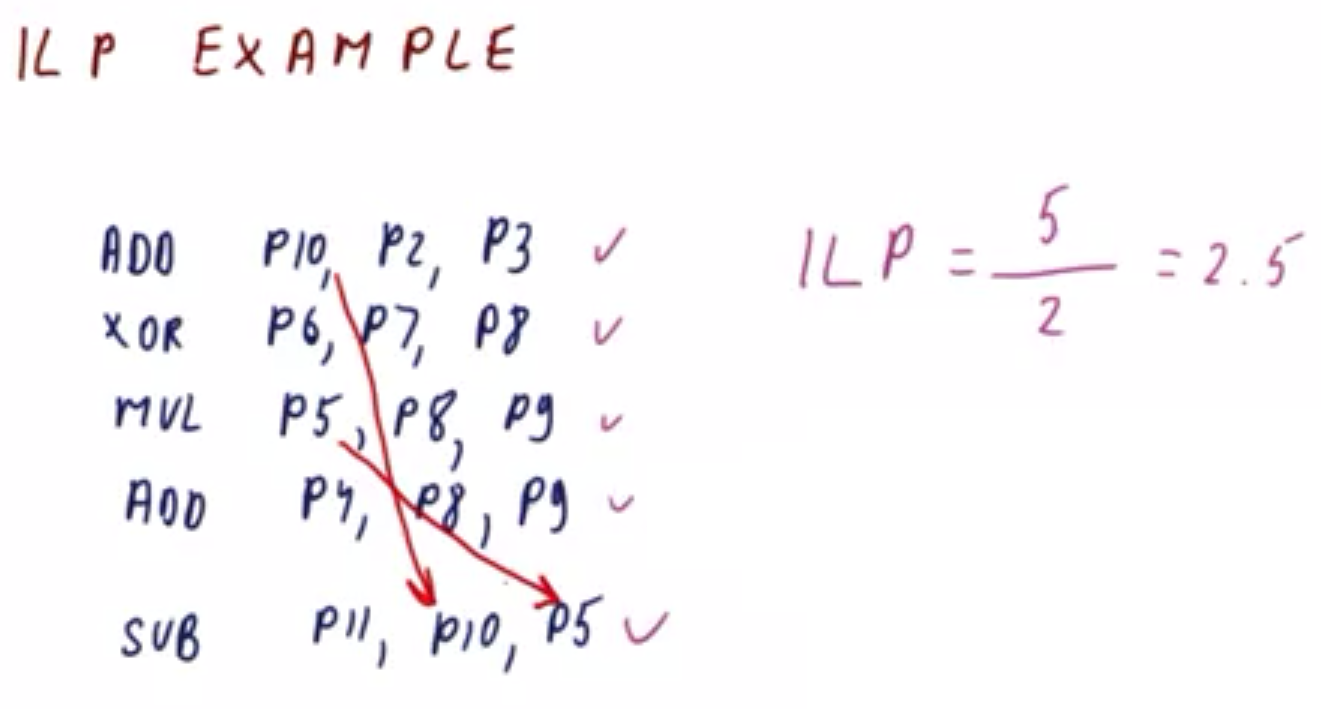 ILP EXAMPLE
ADD P10, P2, P3 ✓
XOR P6, P7, P8 ✓
MUL P5, P8, P9 ✓
ADD P4, P8, P9 ✓
SUB P11, P10, P5 ✓
ILP = 5/2 = 2.5